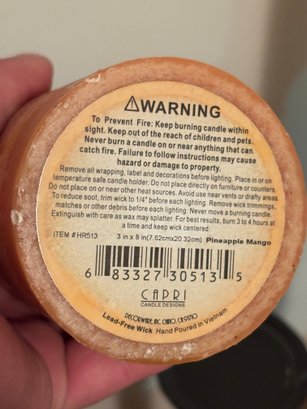 ⚠WARNING
To Prevent Fire: Keep burning candle within
sight. Keep out of the reach of children and pets.
Never burn a candle on or near anything that can
catch fire. Failure to follow instructions may cause
hazard or damage to property.
Remove all wrapping, label and decorations before lighting. Place in or on
temperature safe candle holder. Do not place directly on furniture or counters.
Do not place on or near other heat sources. Avoid use near vents or drafty areas.
To reduce soot, trim wick to 1/4" before each lighting. Remove wick trimmings,
matches or other debris before each lighting. Never move a burning candle.
Extinguish with care as wax may splatter. For best results, burn 3 to 4 hours at
a time and keep wick centered.
ITEM # HR513 3 in x 8 in(7.62cmx20.32cm) Pineapple Mango
6 83327 30513 5
CAPRI
CANDLE DESIGNS
DECORWARE, INC. CHINO, CA 91710
Lead-Free Wick Hand Poured in Vietnam